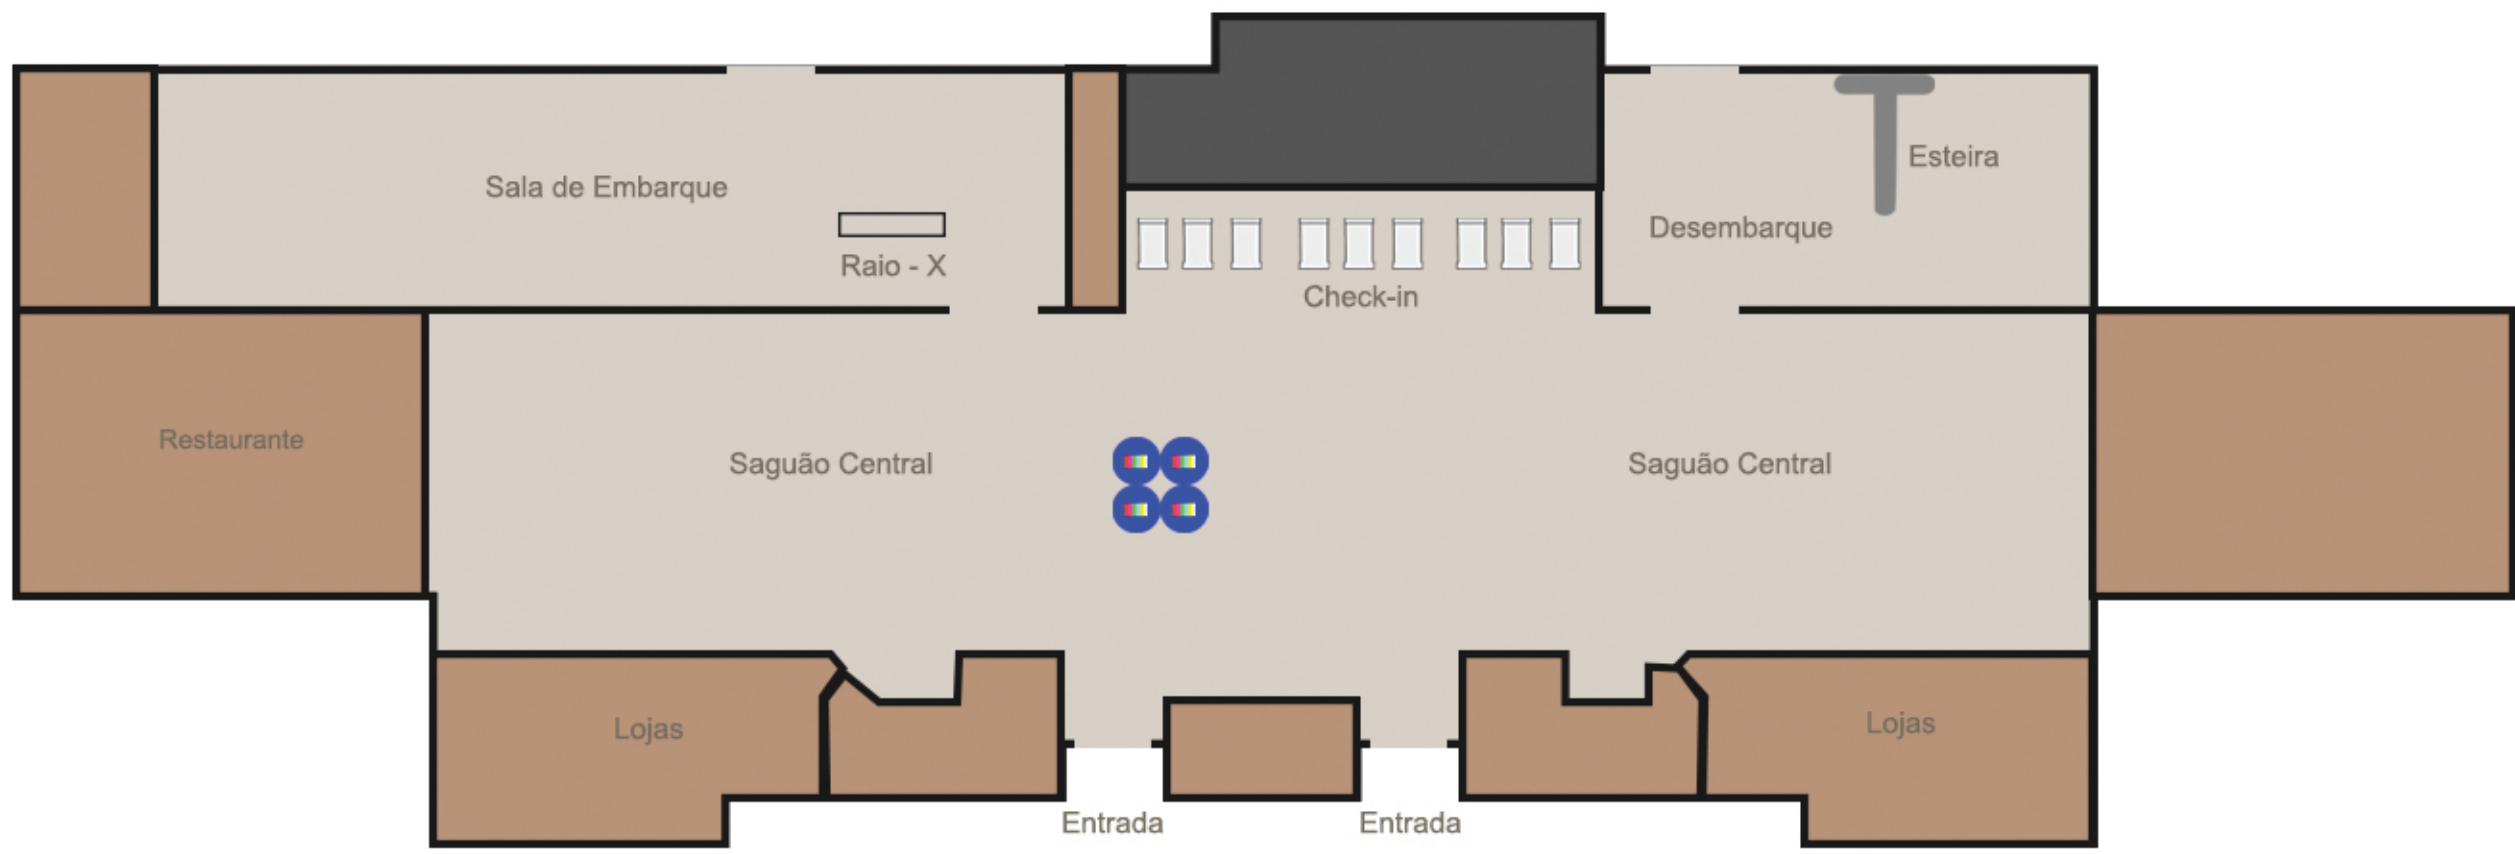 Esteira
Sala de Embarque
Desembarque
Raio - X
Check-in
Restaurante
Saguão Central
Saguão Central
Lojas
Lojas
Entrada
Entrada